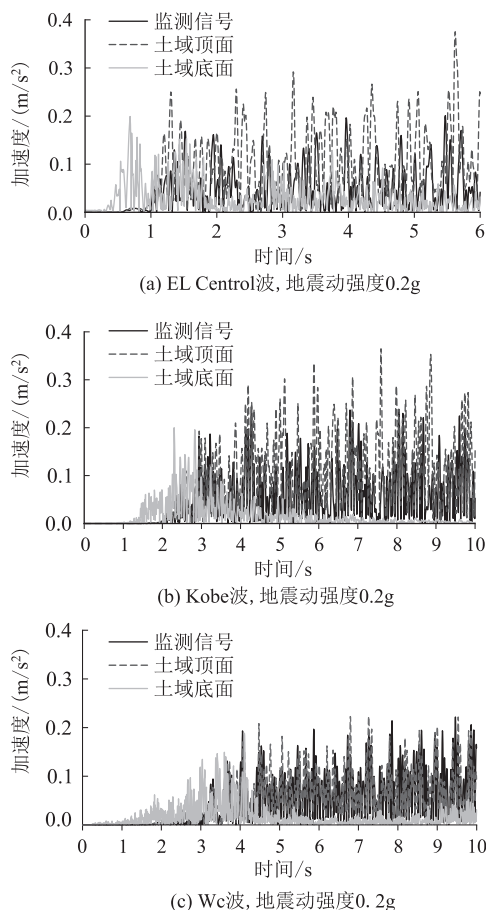 0.4
0.3
0.2
0.1
0.0
加速度/(m/s²)
监测信号
土域顶面
土域底面
0 1 2 3 4 5 6
时间/s
(a) EL Centrol波, 地震动强度0.2g
0.4
0.3
0.2
0.1
0.0
加速度/(m/s²)
监测信号
土域顶面
土域底面
0 1 2 3 4 5 6 7 8 9 10
时间/s
(b) Kobe波, 地震动强度0.2g
0.4
0.3
0.2
0.1
0.0
加速度/(m/s²)
监测信号
土域顶面
土域底面
0 1 2 3 4 5 6 7 8 9 10
时间/s
(c) Wc波, 地震动强度0. 2g